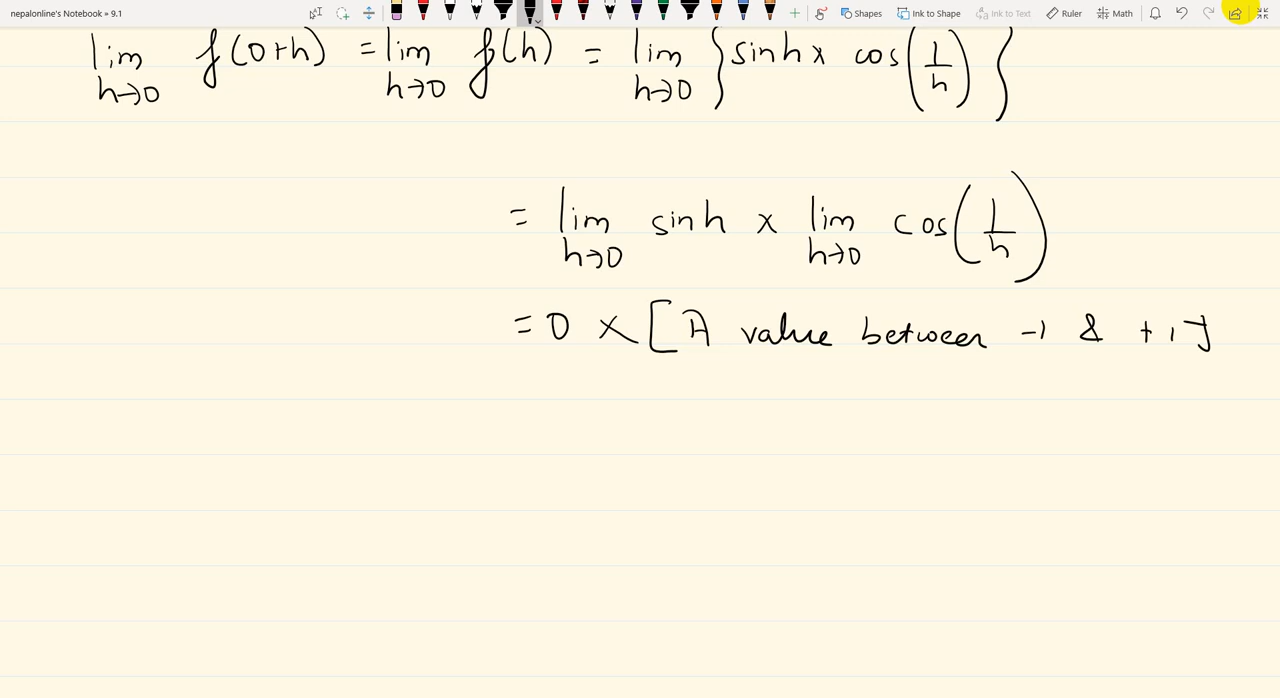 nepalonline's Notebook » 9.1 Shapes Ink to Shape Ink to Text Ruler Math
lim h→0 f(0+h) = lim h→0 f(h) = lim h→0 {sinh x cos(1/h)}
= lim h→0 sinh x lim h→0 cos(1/h)
= 0 × [A value between -1 & +1]